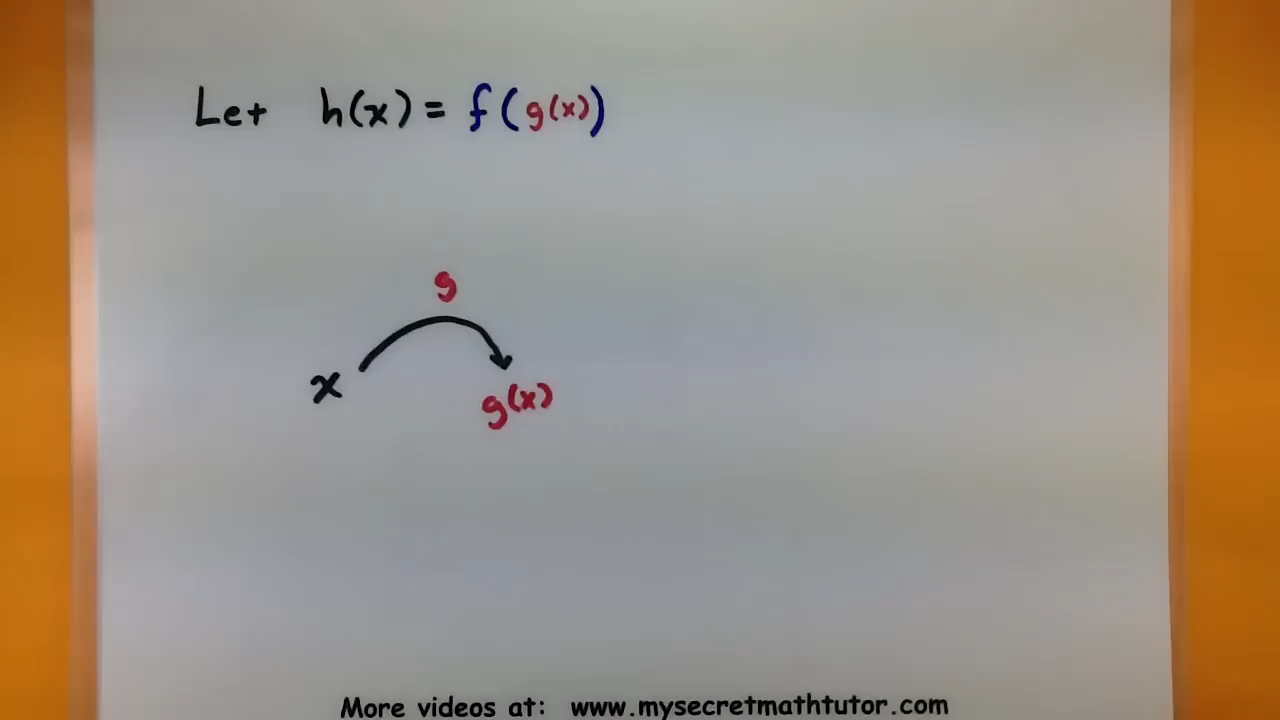 Let h(x) = f(g(x))
g
x
g(x)
More videos at: www.mysecretmathtutor.com